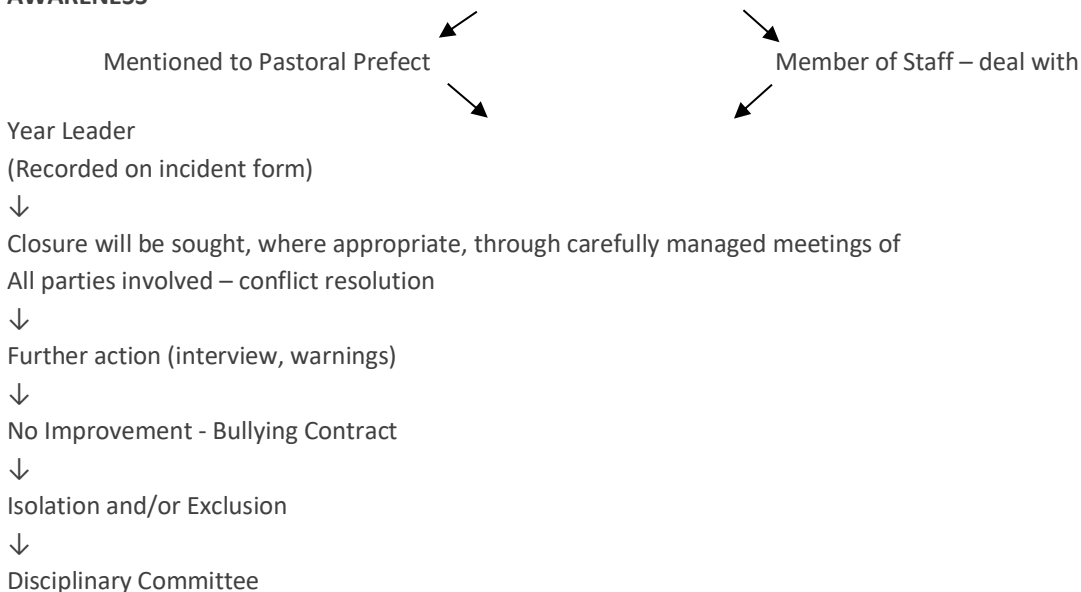 AWARENESS
Mentioned to Pastoral Prefect Member of Staff – deal with
Year Leader
(Recorded on incident form)
↓
Closure will be sought, where appropriate, through carefully managed meetings of
All parties involved – conflict resolution
↓
Further action (interview, warnings)
↓
No Improvement - Bullying Contract
↓
Isolation and/or Exclusion
↓
Disciplinary Committee